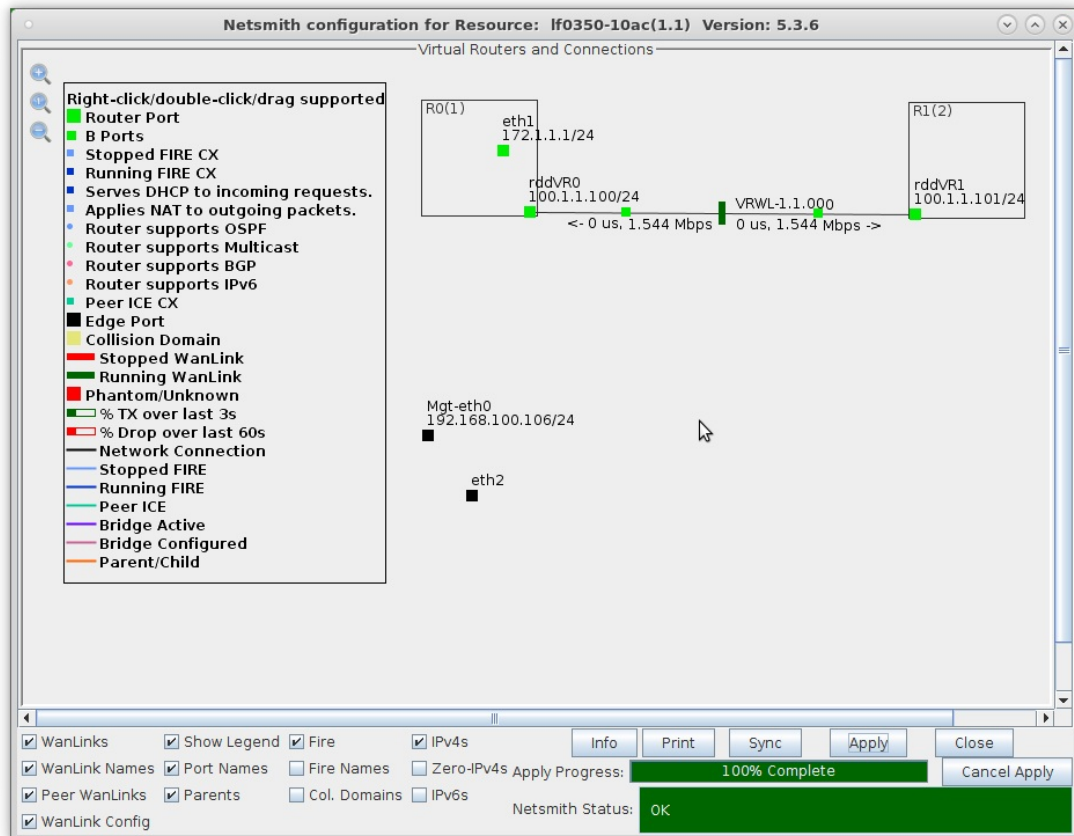 Netsmith configuration for Resource: lf0350-10ac(1.1) Version: 5.3.6
Virtual Routers and Connections
Right-click/double-click/drag supported
Router Port
B Ports
Stopped FIRE CX
Running FIRE CX
Serves DHCP to incoming requests.
Applies NAT to outgoing packets.
Router supports OSPF
Router supports Multicast
Router supports BGP
Router supports IPv6
Peer ICE CX
Edge Port
Collision Domain
Stopped WanLink
Running WanLink
Phantom/Unknown
% TX over last 3s
% Drop over last 60s
Network Connection
Stopped FIRE
Running FIRE
Peer ICE
Bridge Active
Bridge Configured
Parent/Child
R0(1)
eth1
172.1.1.1/24
rddVR0
100.1.1.100/24
<- 0 us, 1.544 Mbps
VRWL-1.1.000
0 us, 1.544 Mbps ->
R1(2)
rddVR1
100.1.1.101/24
Mgt-eth0
192.168.100.106/24
eth2
WanLinks Show Legend Fire IPv4s Info Print Sync Apply Close
WanLink Names Port Names Fire Names Zero-IPv4s Apply Progress: 100% Complete Cancel Apply
Peer WanLinks Parents Col. Domains IPv6s Netsmith Status: OK
WanLink Config